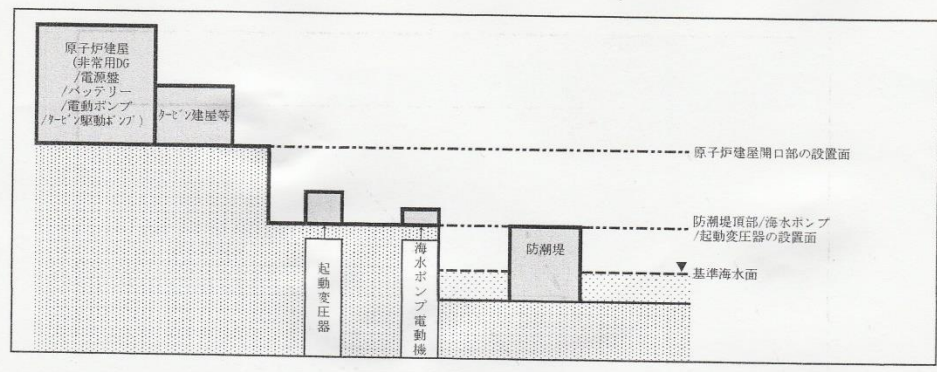 原子炉建屋
(非常用DG
/電源盤
/バッテリー
/電動ポンプ
/タービン駆動ポンプ)
タービン建屋等
原子炉建屋開口部の設置面
防潮堤頂部/海水ポンプ
/起動変圧器の設置面
防潮堤
基準海水面
起動変圧器
海水ポンプ電動機